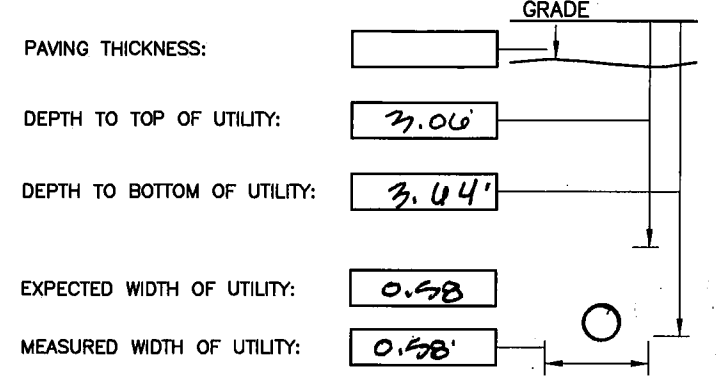 GRADE
PAVING THICKNESS:
DEPTH TO TOP OF UTILITY: 3.06'
DEPTH TO BOTTOM OF UTILITY: 3.64'
EXPECTED WIDTH OF UTILITY: 0.58
MEASURED WIDTH OF UTILITY: 0.58'